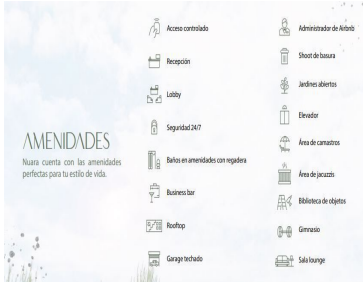 AMENIDADES
Nuara cuenta con las amenidades
perfectas para tu estilo de vida.
Acceso controlado
Recepción
Lobby
Seguridad 24/7
Baños en amenidades con regadera
Business bar
Rooftop
Garage techado
Administrador de Airbnb
Shoot de basura
Jardines abiertos
Elevador
Área de camastros
Área de jacuzzis
Biblioteca de objetos
Gimnasio
Sala lounge